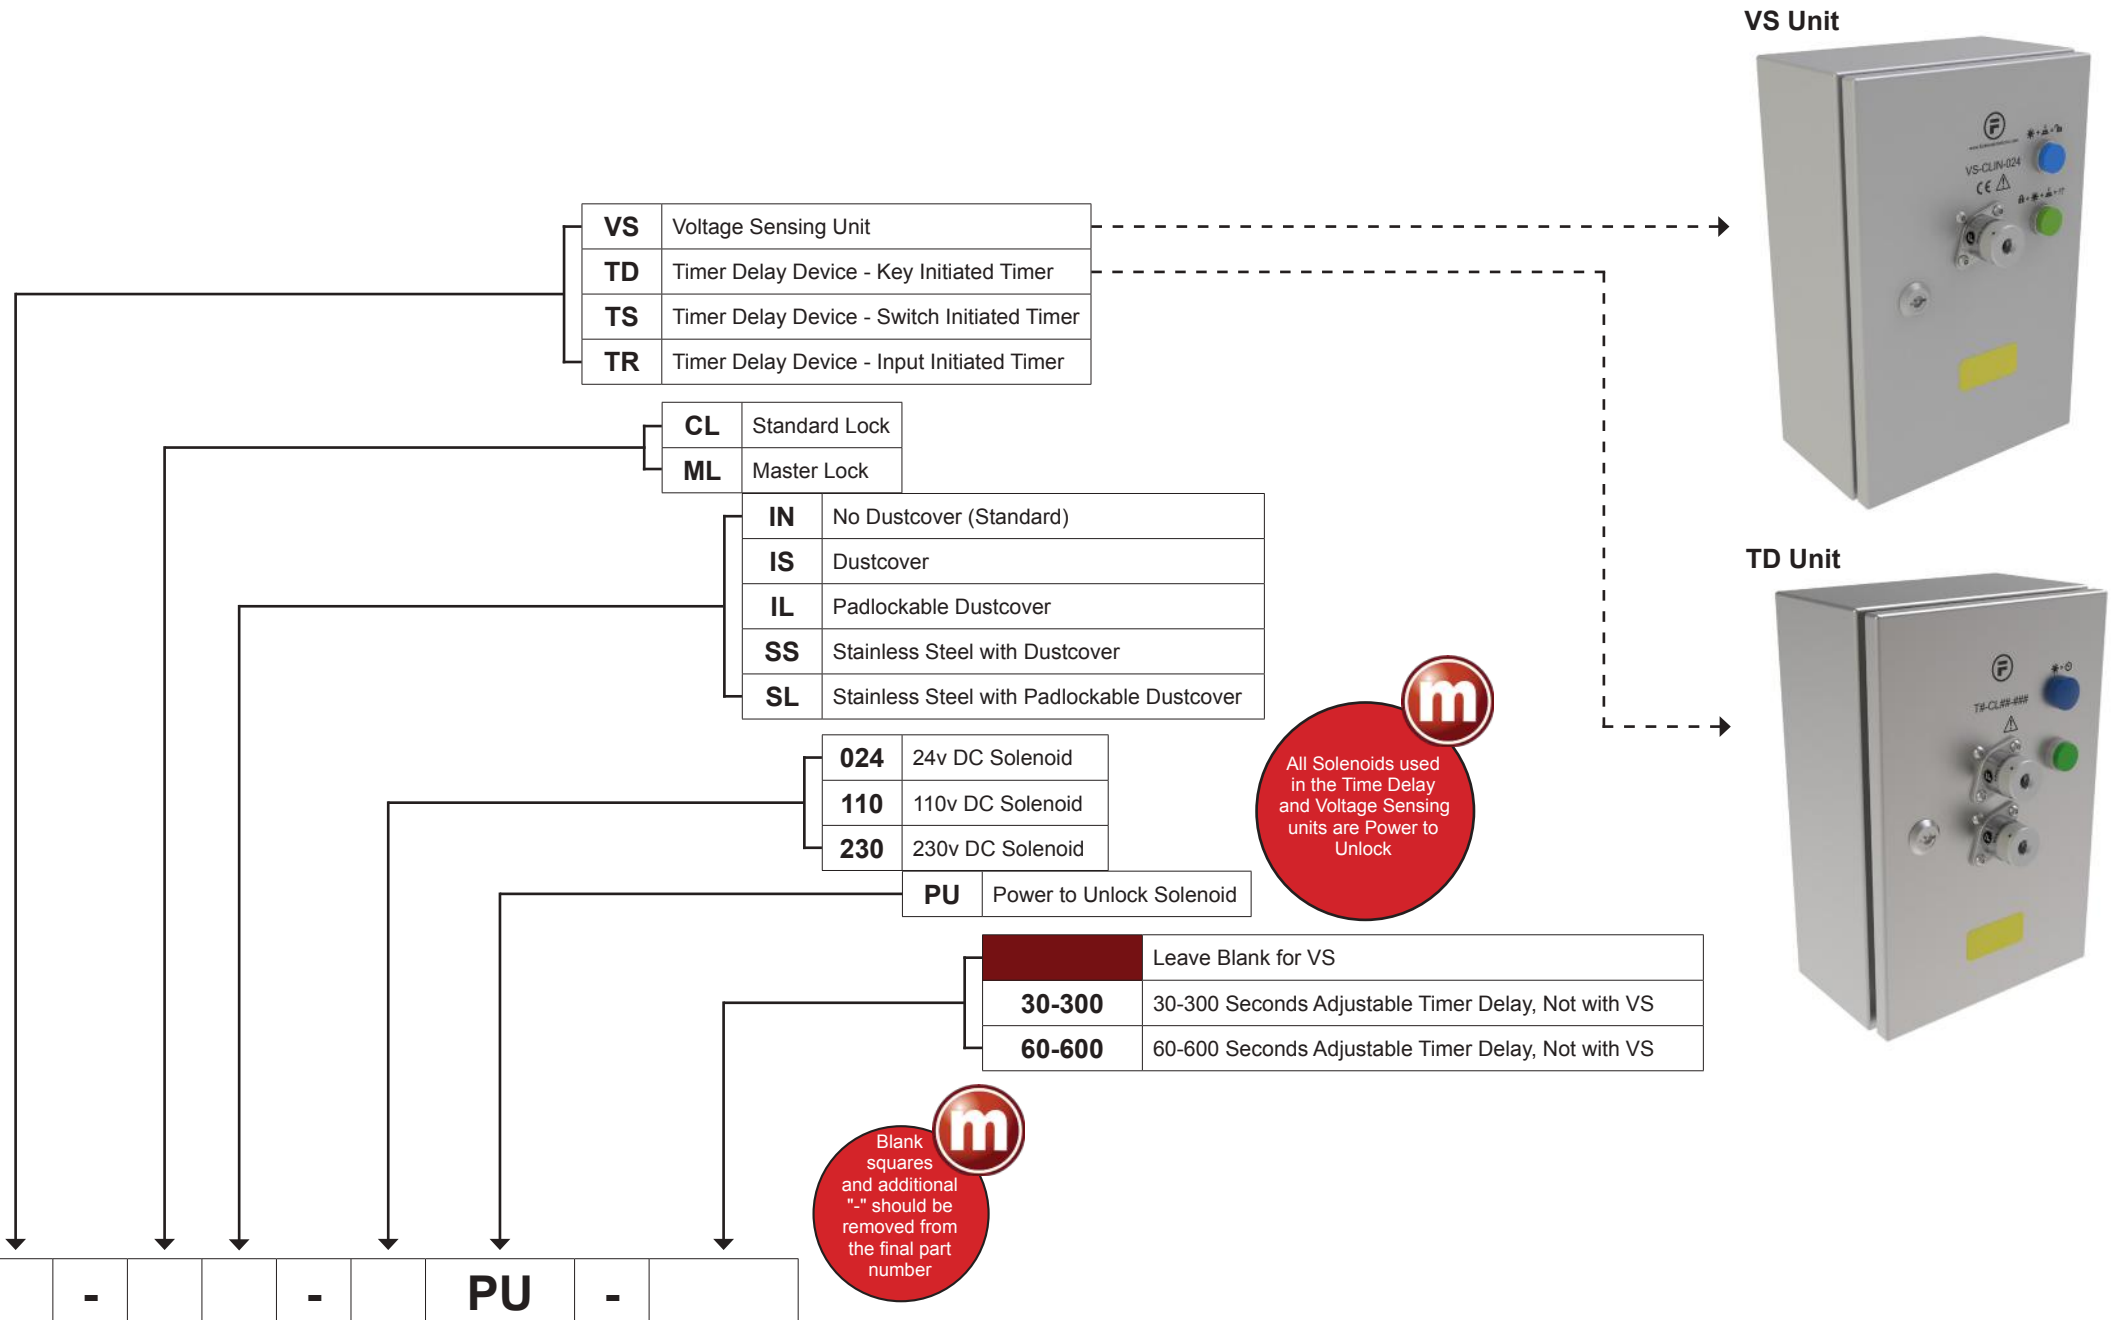 VS Unit
VS-CLIN-024
CE
VS Voltage Sensing Unit
TD Timer Delay Device - Key Initiated Timer
TS Timer Delay Device - Switch Initiated Timer
TR Timer Delay Device - Input Initiated Timer
CL Standard Lock
ML Master Lock
IN No Dustcover (Standard)
IS Dustcover
IL Padlockable Dustcover
SS Stainless Steel with Dustcover
SL Stainless Steel with Padlockable Dustcover
TD Unit
T#-CL##-###
024 24v DC Solenoid
110 110v DC Solenoid
230 230v DC Solenoid
m
All Solenoids used
in the Time Delay
and Voltage Sensing
units are Power to
Unlock
PU Power to Unlock Solenoid
Leave Blank for VS
30-300 30-300 Seconds Adjustable Timer Delay, Not with VS
60-600 60-600 Seconds Adjustable Timer Delay, Not with VS
m
Blank
squares
and additional
"-" should be
removed from
the final part
number
- - PU -